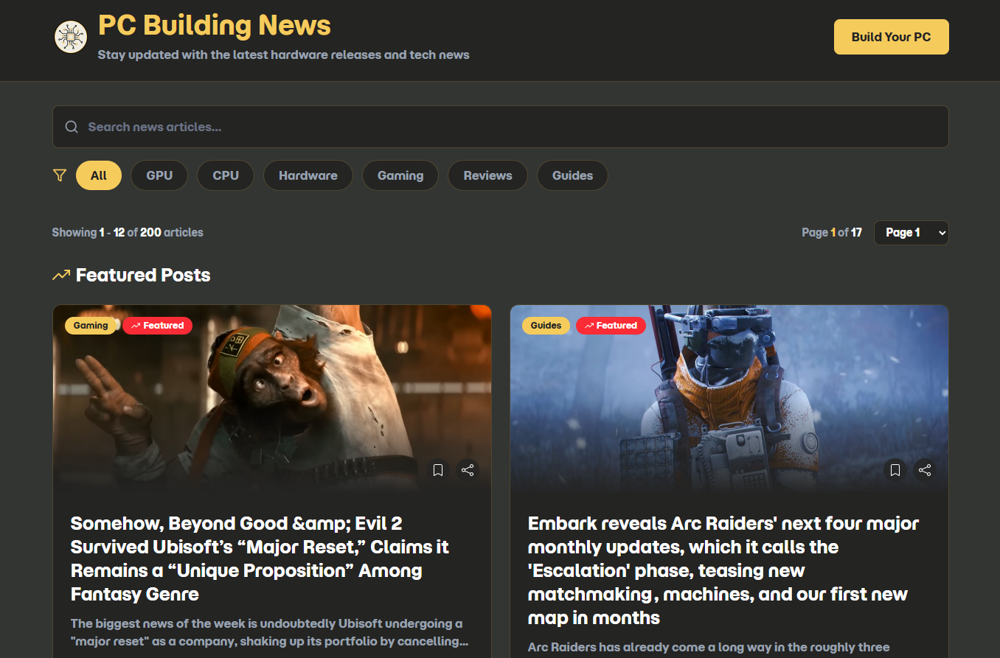 PC Building News
Stay updated with the latest hardware releases and tech news
Build Your PC
Search news articles...
All
GPU
CPU
Hardware
Gaming
Reviews
Guides
Showing 1 - 12 of 200 articles
Page 1 of 17
Page 1
Featured Posts
Gaming
Featured
Somehow, Beyond Good &amp; Evil 2
Survived Ubisoft’s “Major Reset,” Claims it
Remains a “Unique Proposition” Among
Fantasy Genre
The biggest news of the week is undoubtedly Ubisoft undergoing a
"major reset" as a company, shaking up its portfolio by cancelling...
Guides
Featured
Embark reveals Arc Raiders' next four major
monthly updates, which it calls the
'Escalation' phase, teasing new
matchmaking, machines, and our first new
map in months
Arc Raiders has already come a long way in the roughly three